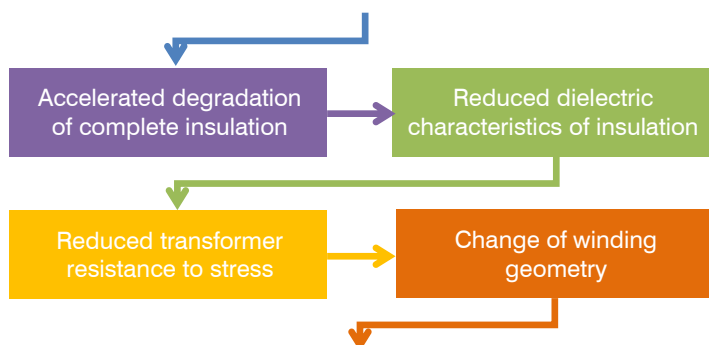 Accelerated degradation
of complete insulation
Reduced dielectric
characteristics of insulation
Reduced transformer
resistance to stress
Change of winding
geometry